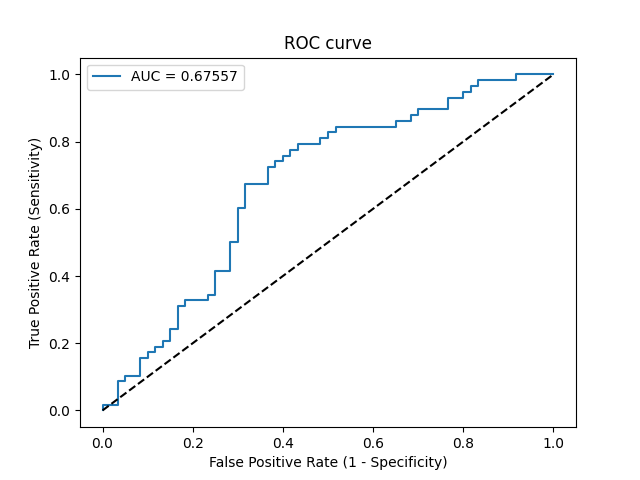 ROC curve
AUC = 0.67557
True Positive Rate (Sensitivity)
1.0
0.8
0.6
0.4
0.2
0.0
0.0 0.2 0.4 0.6 0.8 1.0
False Positive Rate (1 - Specificity)